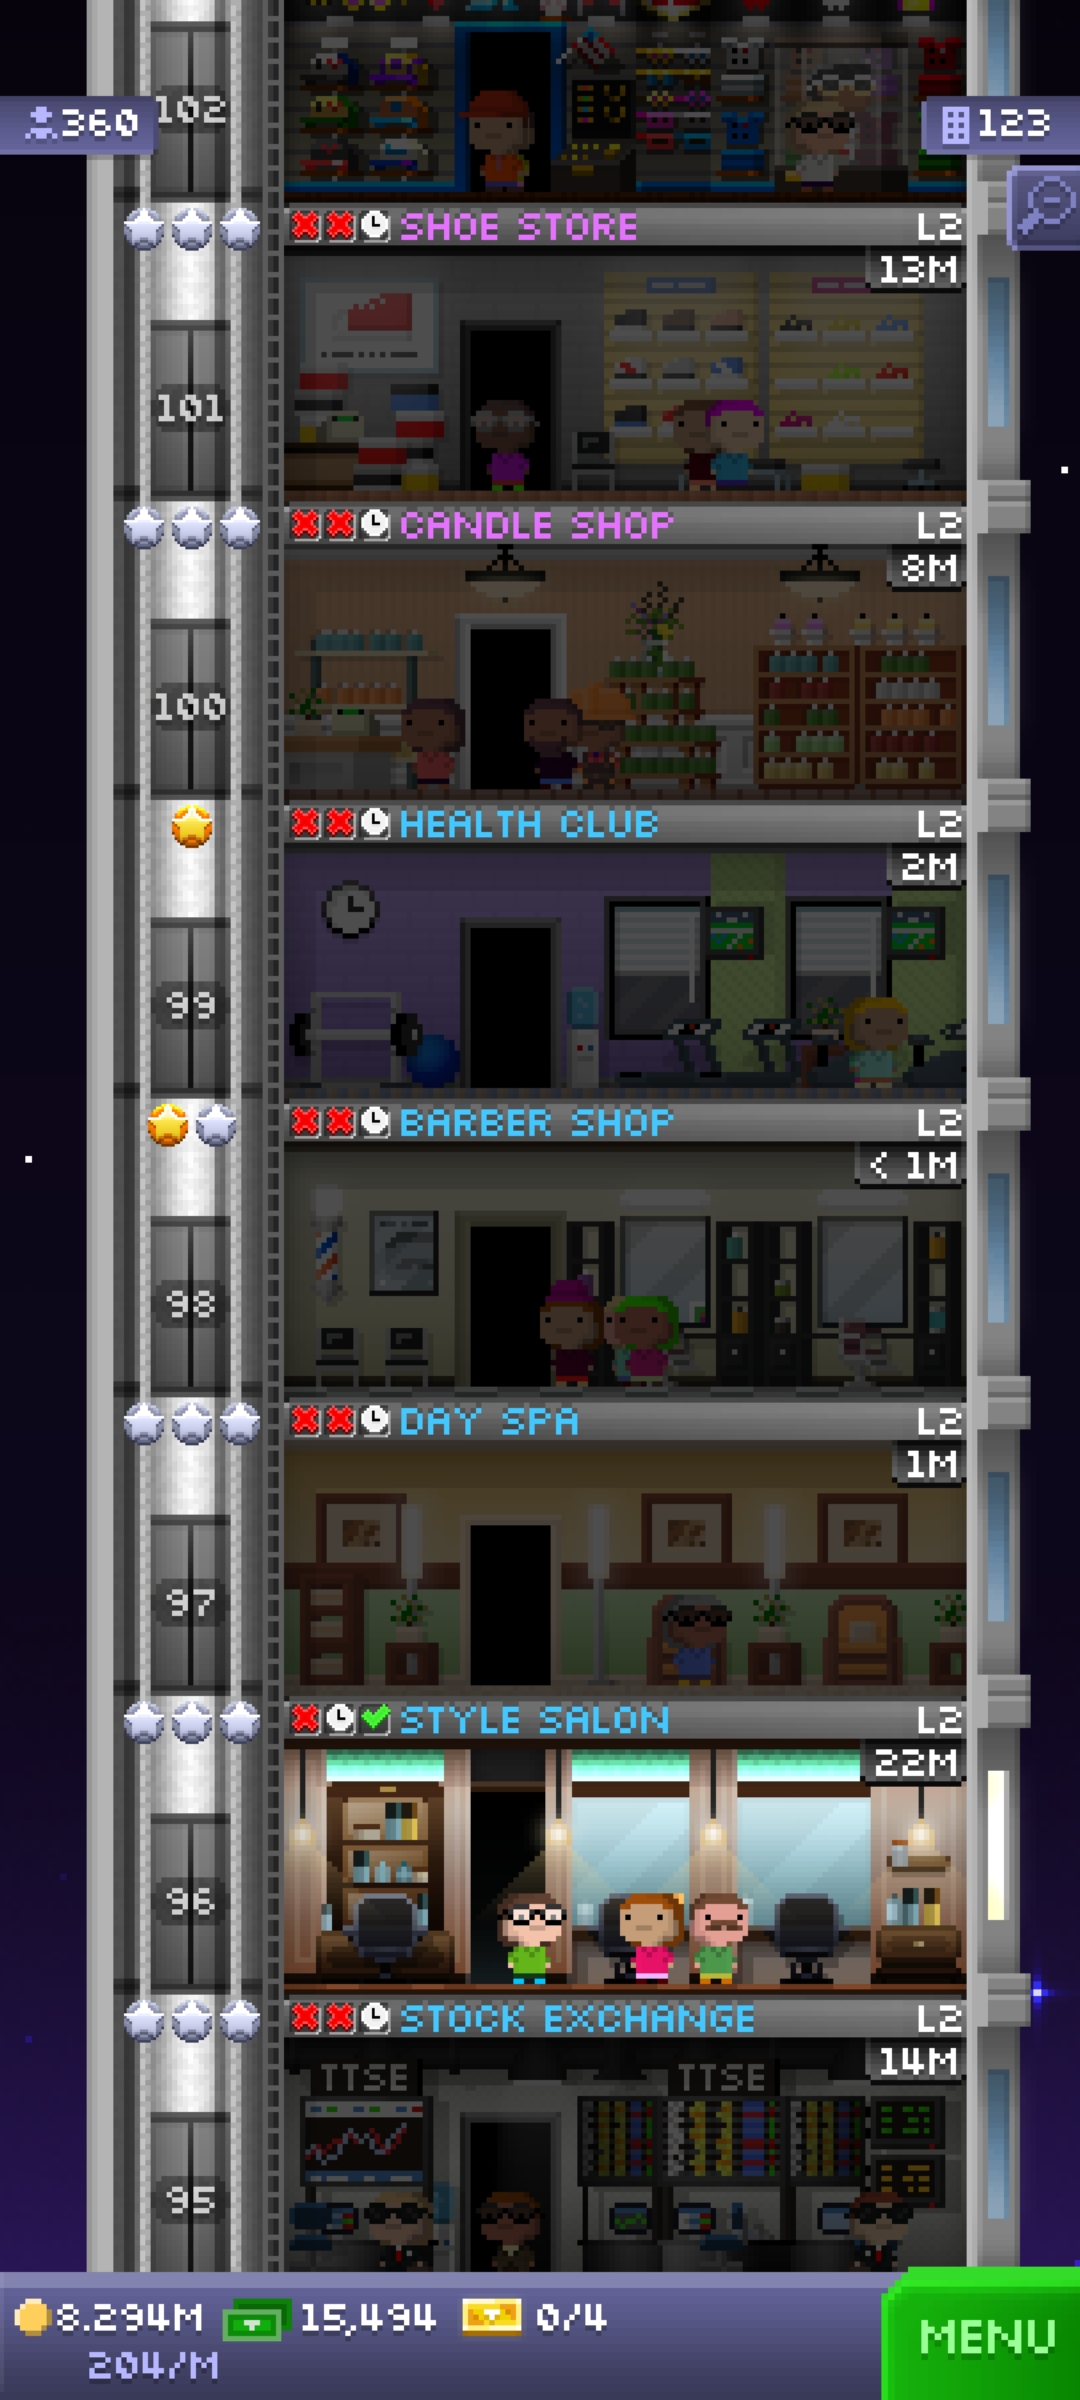 102
360
123
SHOE STORE L2
13M
101
CANDLE SHOP L2
8M
100
HEALTH CLUB L2
2M
99
BARBER SHOP L2
< 1M
98
DAY SPA L2
1M
97
STYLE SALON L2
22M
96
STOCK EXCHANGE L2
14M
TTSE TTSE
95
8.294M 15,494 0/4
204/M
MENU